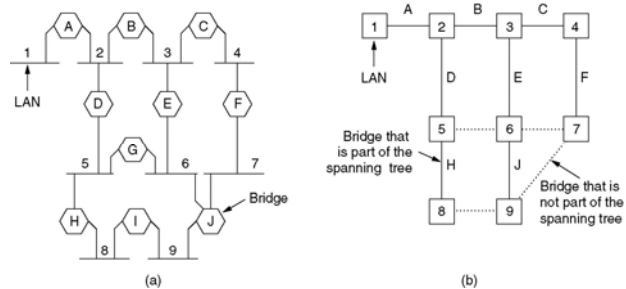 A B C
1 2 3 4
LAN
D E F
G
5 6 7
Bridge
H I J
8 9
(a)
A B C
1 2 3 4
LAN
D E F
5 6 7
Bridge that
is part of the
spanning tree
H J
Bridge that is
not part of the
spanning tree
8 9
(b)